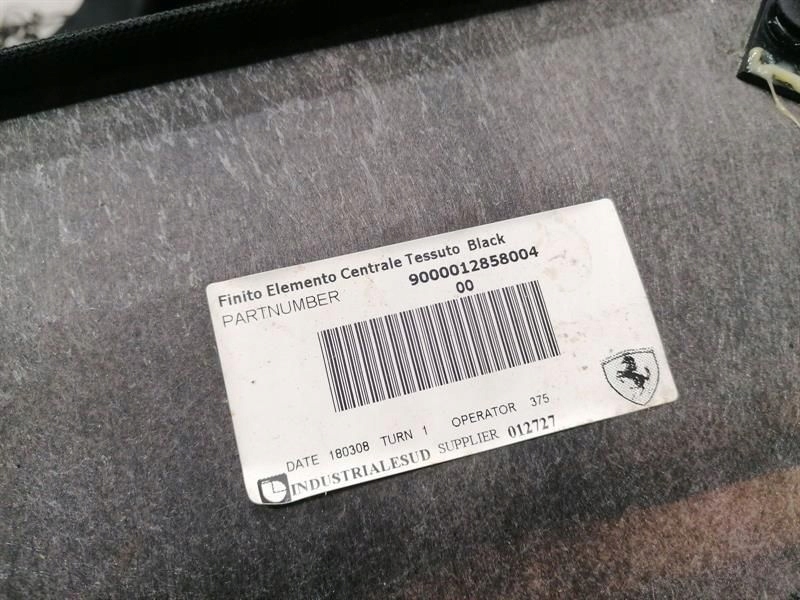 Finito Elemento Centrale Tessuto Black
PARTNUMBER 9000012858004
00
DATE 180308 TURN 1 OPERATOR 375
INDUSTRIALESUD SUPPLIER 012727